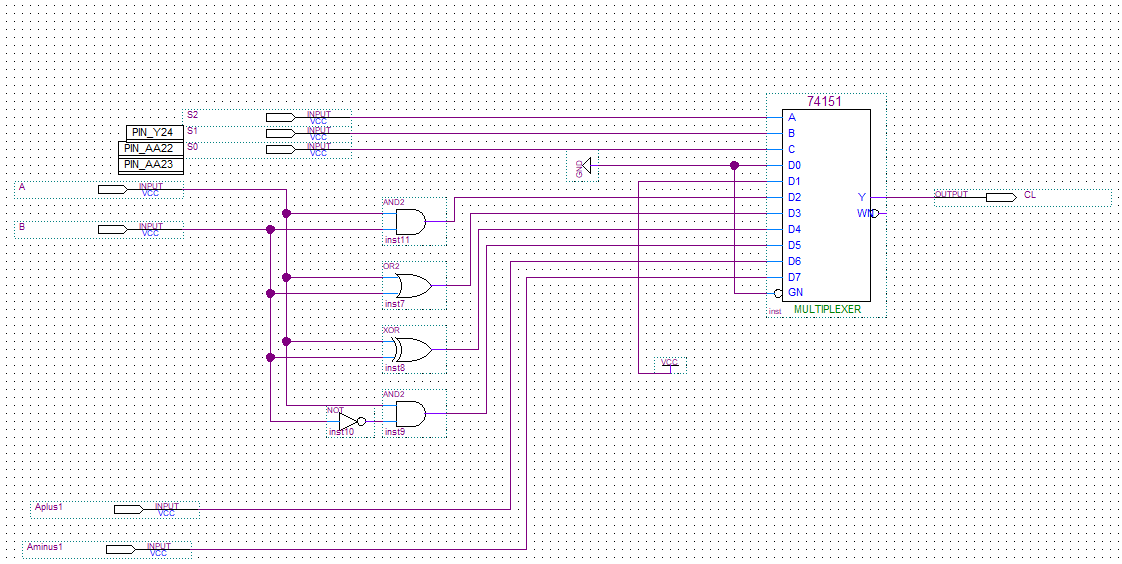 74151
S2 INPUT A
VCC
PIN_Y24 S1 INPUT B
VCC
PIN_AA22 S0 INPUT C
VCC
PIN_AA23 GND D0
A INPUT D1
VCC
AND2 D2 Y OUTPUT CL
D3 WN
B INPUT D4
VCC
inst11 D5
OR2 D6
D7
GN
inst7 inst MULTIPLEXER
XOR
inst8 VCC
AND2
NOT
inst10 inst9
Aplus1 INPUT
VCC
Aminus1 INPUT
VCC